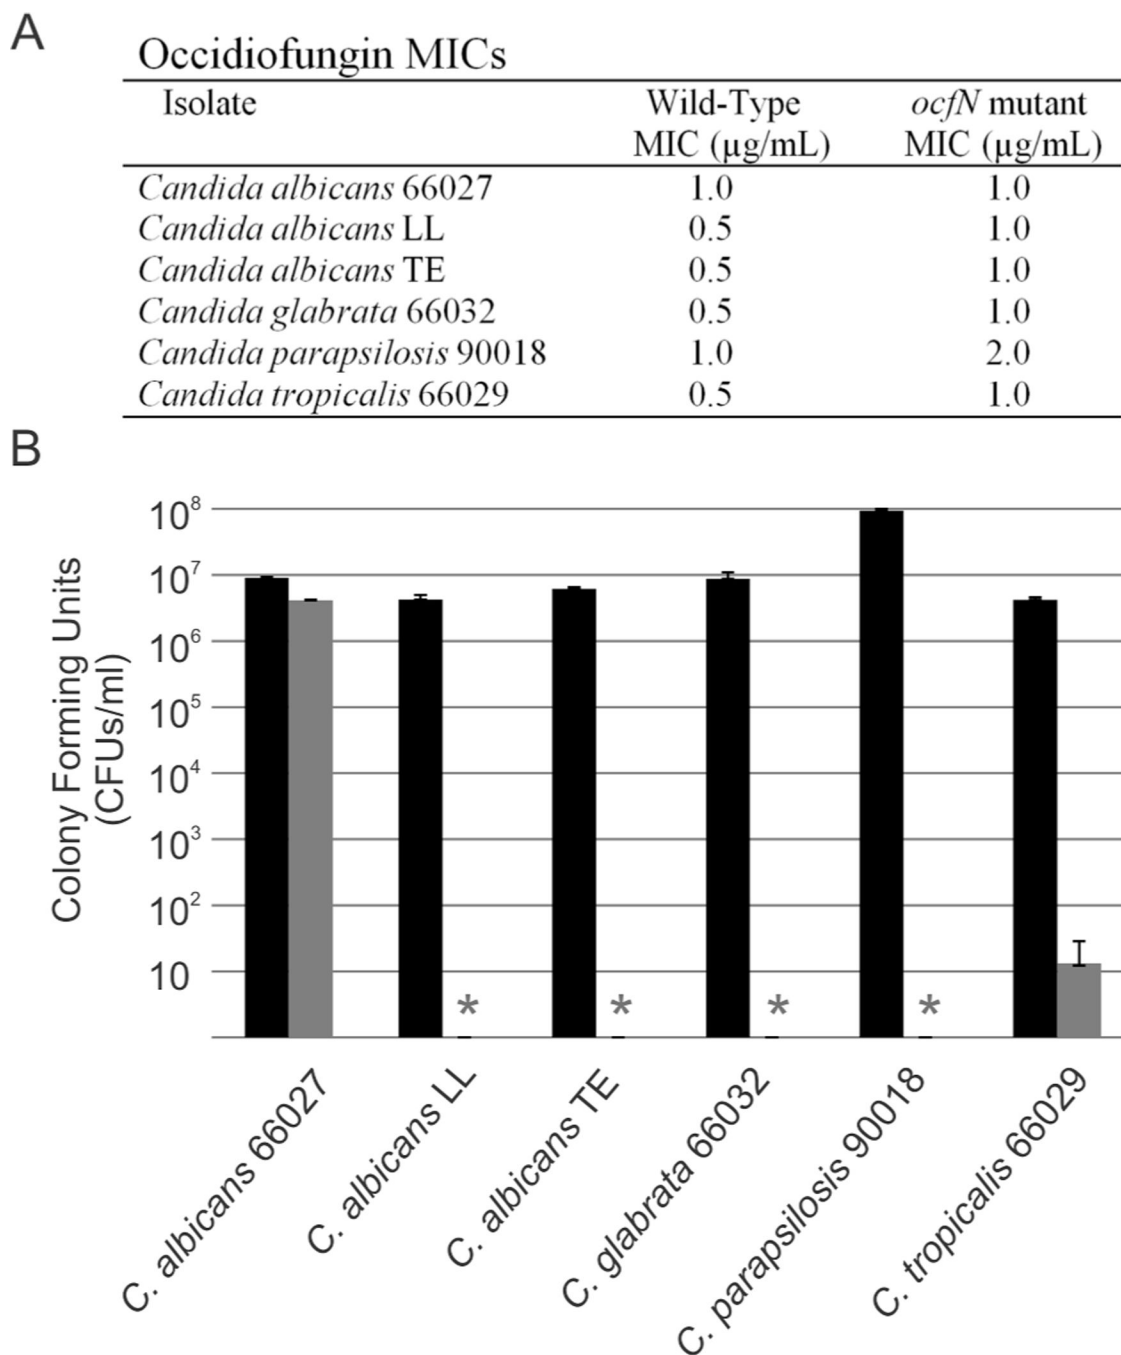 A
Occidiofungin MICs
Isolate Wild-Type ocfN mutant
MIC (µg/mL) MIC (µg/mL)
Candida albicans 66027 1.0 1.0
Candida albicans LL 0.5 1.0
Candida albicans TE 0.5 1.0
Candida glabrata 66032 0.5 1.0
Candida parapsilosis 90018 1.0 2.0
Candida tropicalis 66029 0.5 1.0
B
Colony Forming Units
(CFUs/ml)
10⁸
10⁷
10⁶
10⁵
10⁴
10³
10²
10
* * * *
C. albicans 66027
C. albicans LL
C. albicans TE
C. glabrata 66032
C. parapsilosis 90018
C. tropicalis 66029